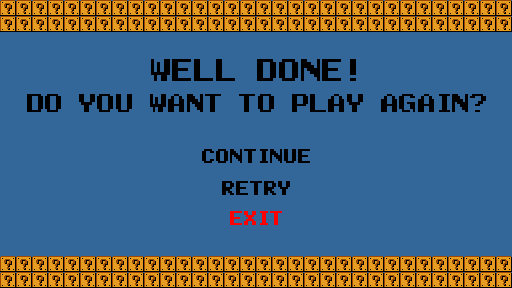 WELL DONE!
DO YOU WANT TO PLAY AGAIN?
CONTINUE
RETRY
EXIT